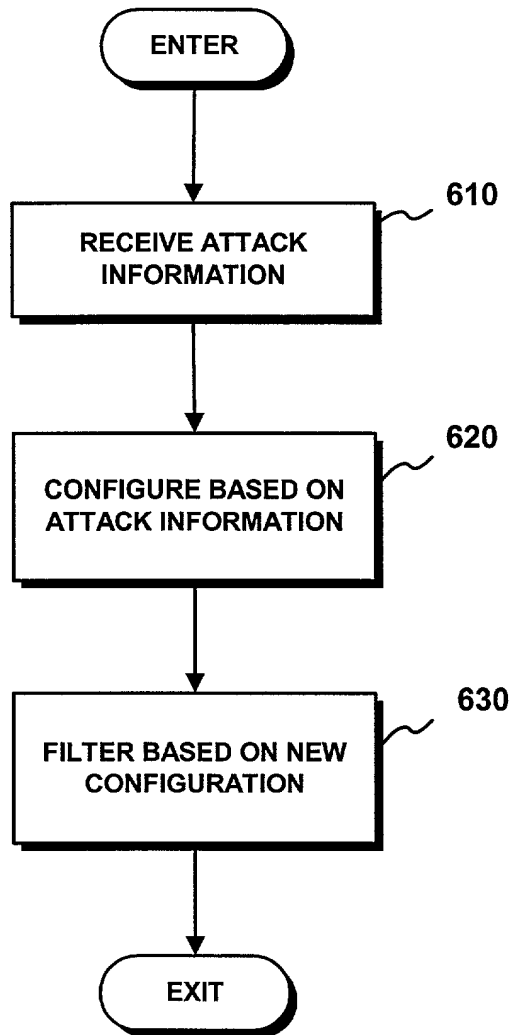 ENTER
610
RECEIVE ATTACK
INFORMATION
620
CONFIGURE BASED ON
ATTACK INFORMATION
630
FILTER BASED ON NEW
CONFIGURATION
EXIT